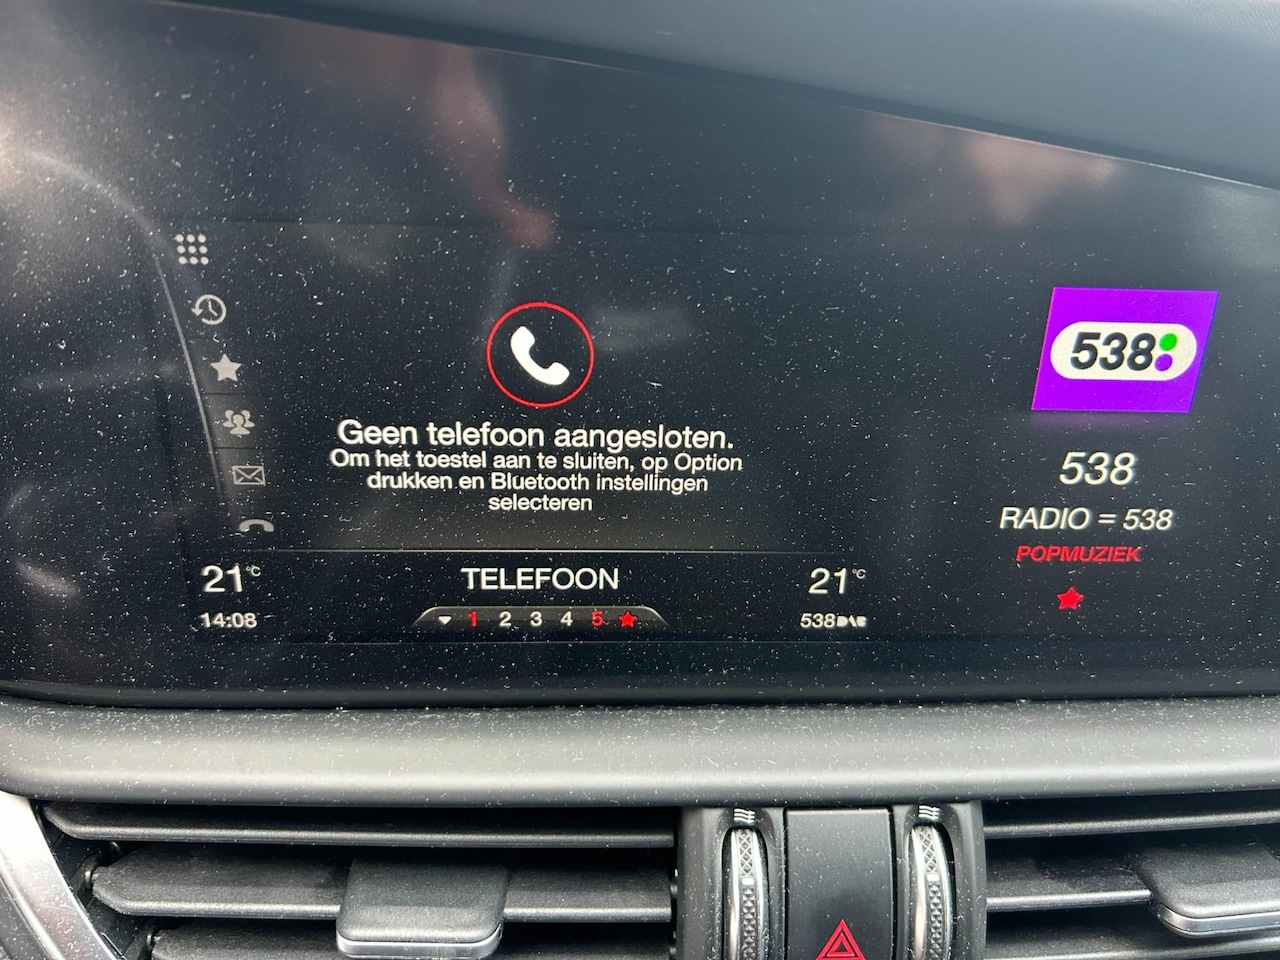 Geen telefoon aangesloten.
Om het toestel aan te sluiten, op Option
drukken en Bluetooth instellingen
selecteren
21°C
TELEFOON
21°C
14:08
1 2 3 4 5
538 DAB
538
538
RADIO = 538
POPMUZIEK